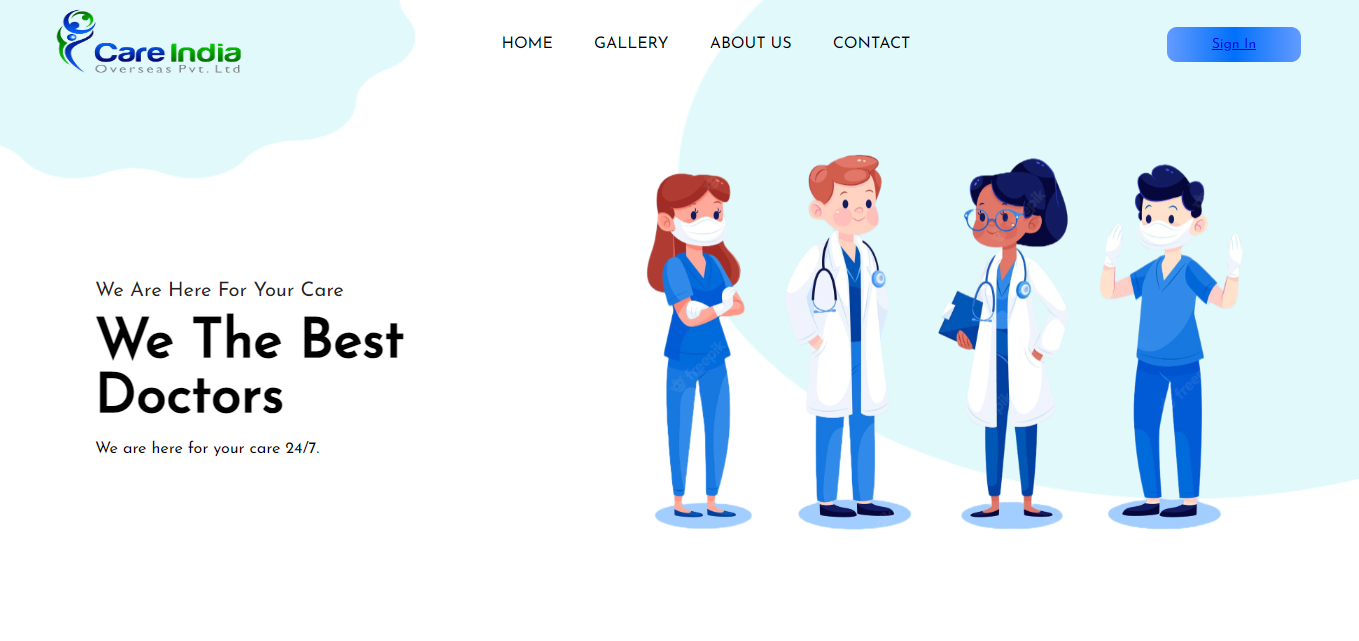 Care India
Overseas Pvt. Ltd
HOME
GALLERY
ABOUT US
CONTACT
Sign In
We Are Here For Your Care
We The Best
Doctors
We are here for your care 24/7.